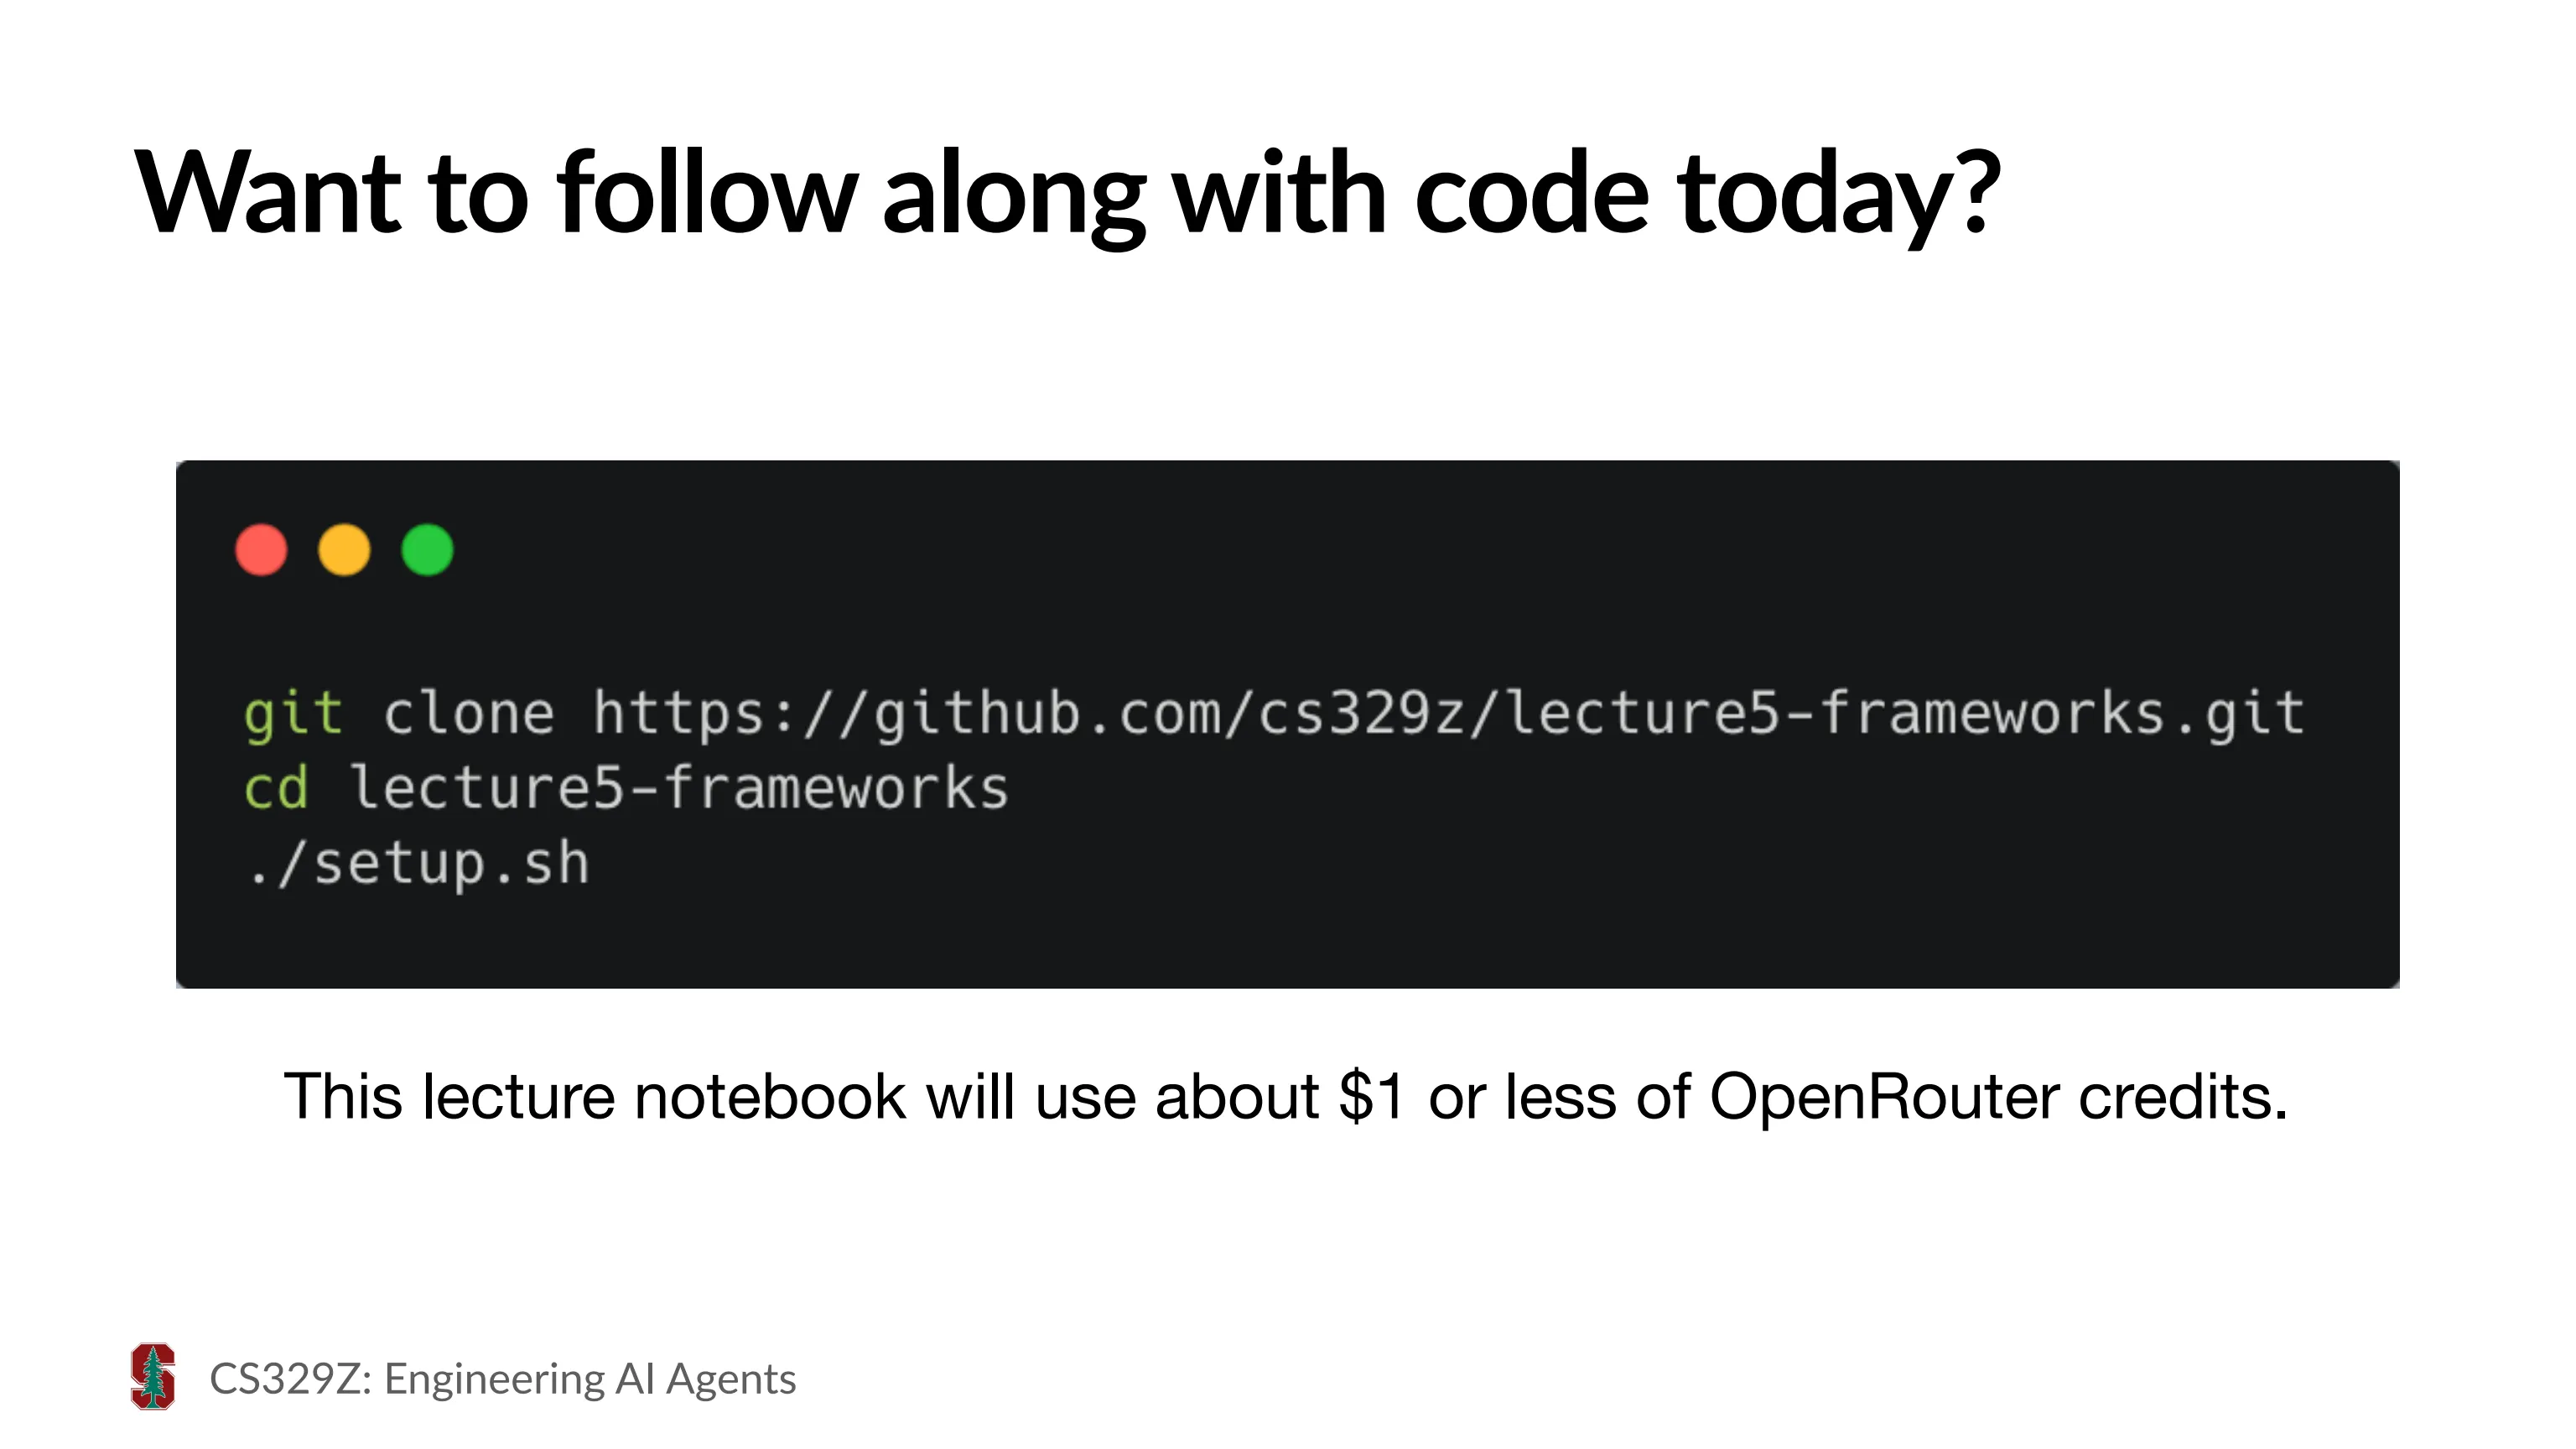 Want to follow along with code today?
git clone https://github.com/cs329z/lecture5-frameworks.git
cd lecture5-frameworks
./setup.sh
This lecture notebook will use about $1 or less of OpenRouter credits.
CS329Z: Engineering AI Agents